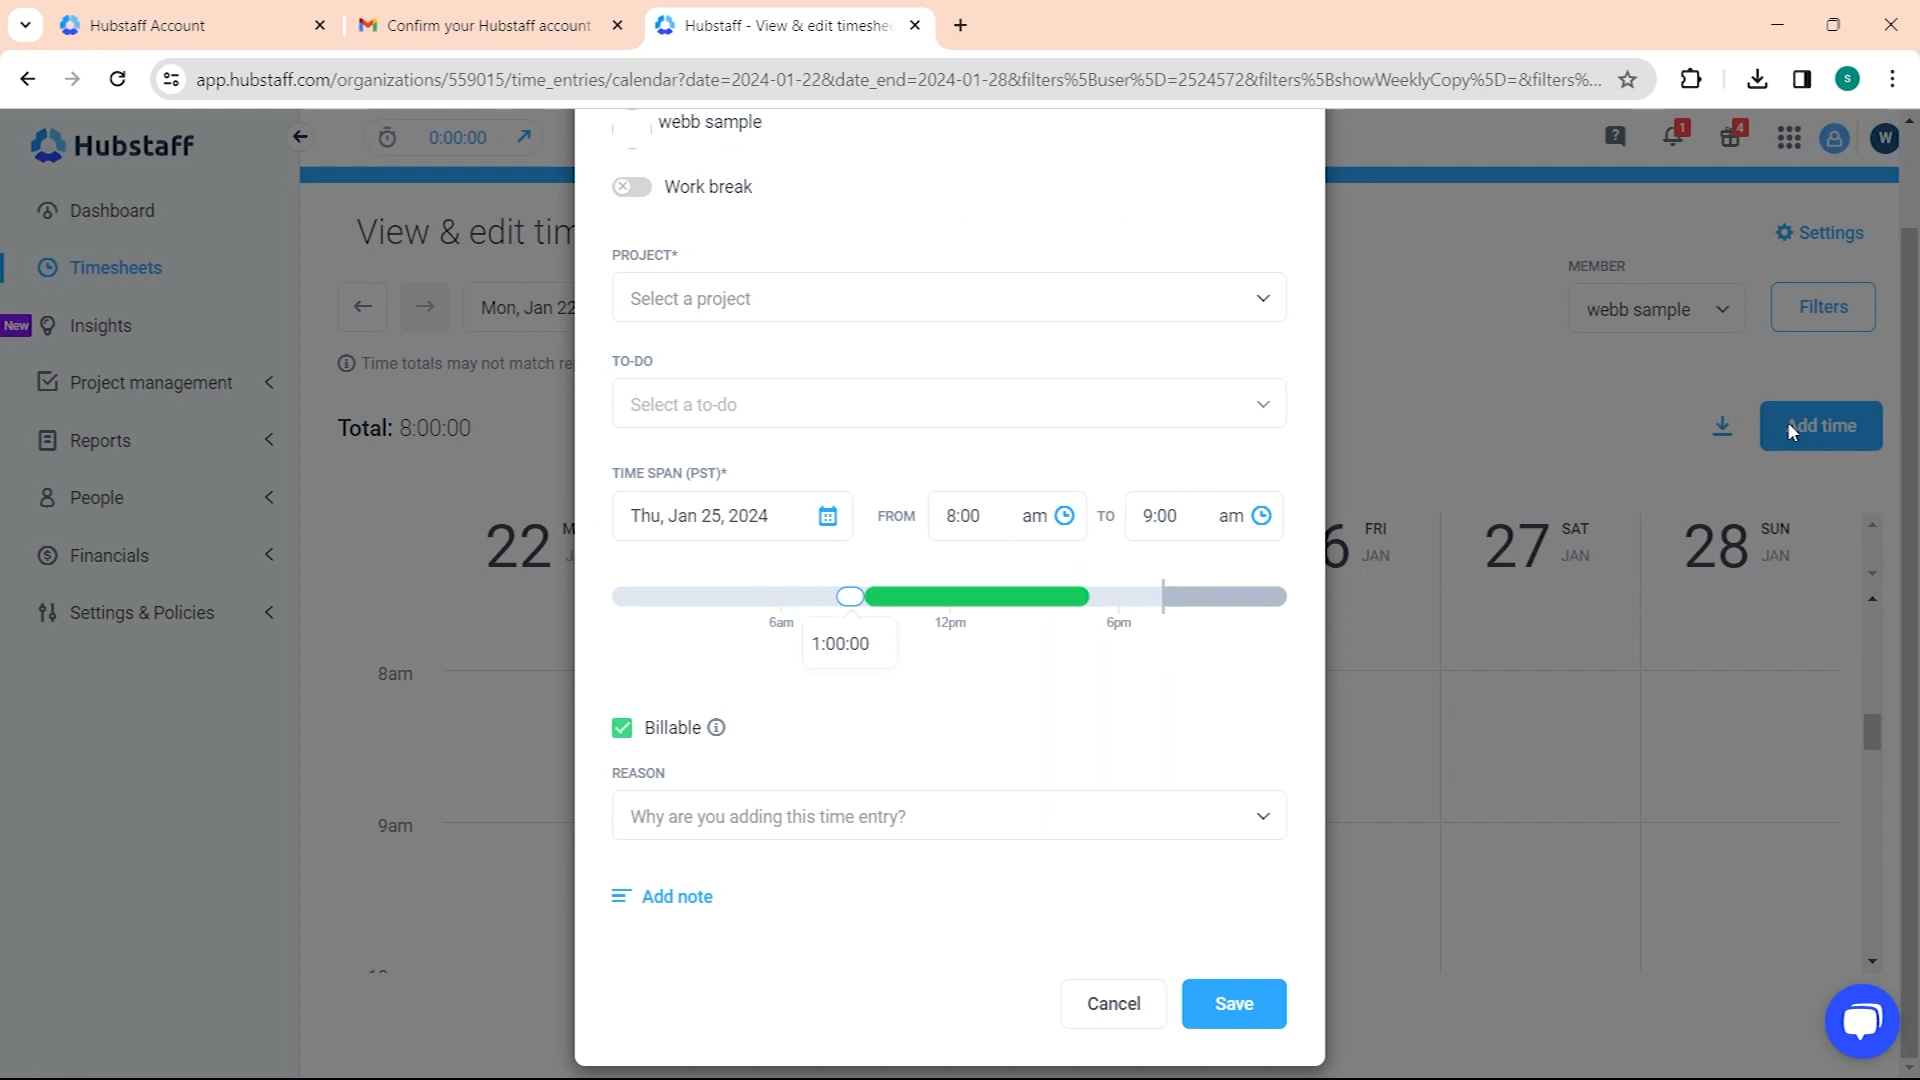 Hubstaff Account
Confirm your Hubstaff account
Hubstaff - View & edit timeshee
app.hubstaff.com/organizations/559015/time_entries/calendar?date=2024-01-22&date_end=2024-01-28&filters%5Buser%5D=2524572&filters%5BshowWeeklyCopy%5D=&filters%...
S
Hubstaff
0:00:00
1
4
W
Dashboard
Timesheets
New
Insights
Project management
Reports
People
Financials
Settings & Policies
View & edit tim
Settings
MEMBER
webb sample
Filters
Mon, Jan 22
Time totals may not match re
Total: 8:00:00
Add time
22 M
J
6 FRI
JAN
27 SAT
JAN
28 SUN
JAN
8am
9am
webb sample
Work break
PROJECT*
Select a project
TO-DO
Select a to-do
TIME SPAN (PST)*
Thu, Jan 25, 2024
FROM
8:00 am
TO
9:00 am
6am
12pm
6pm
1:00:00
Billable
REASON
Why are you adding this time entry?
Add note
Cancel
Save